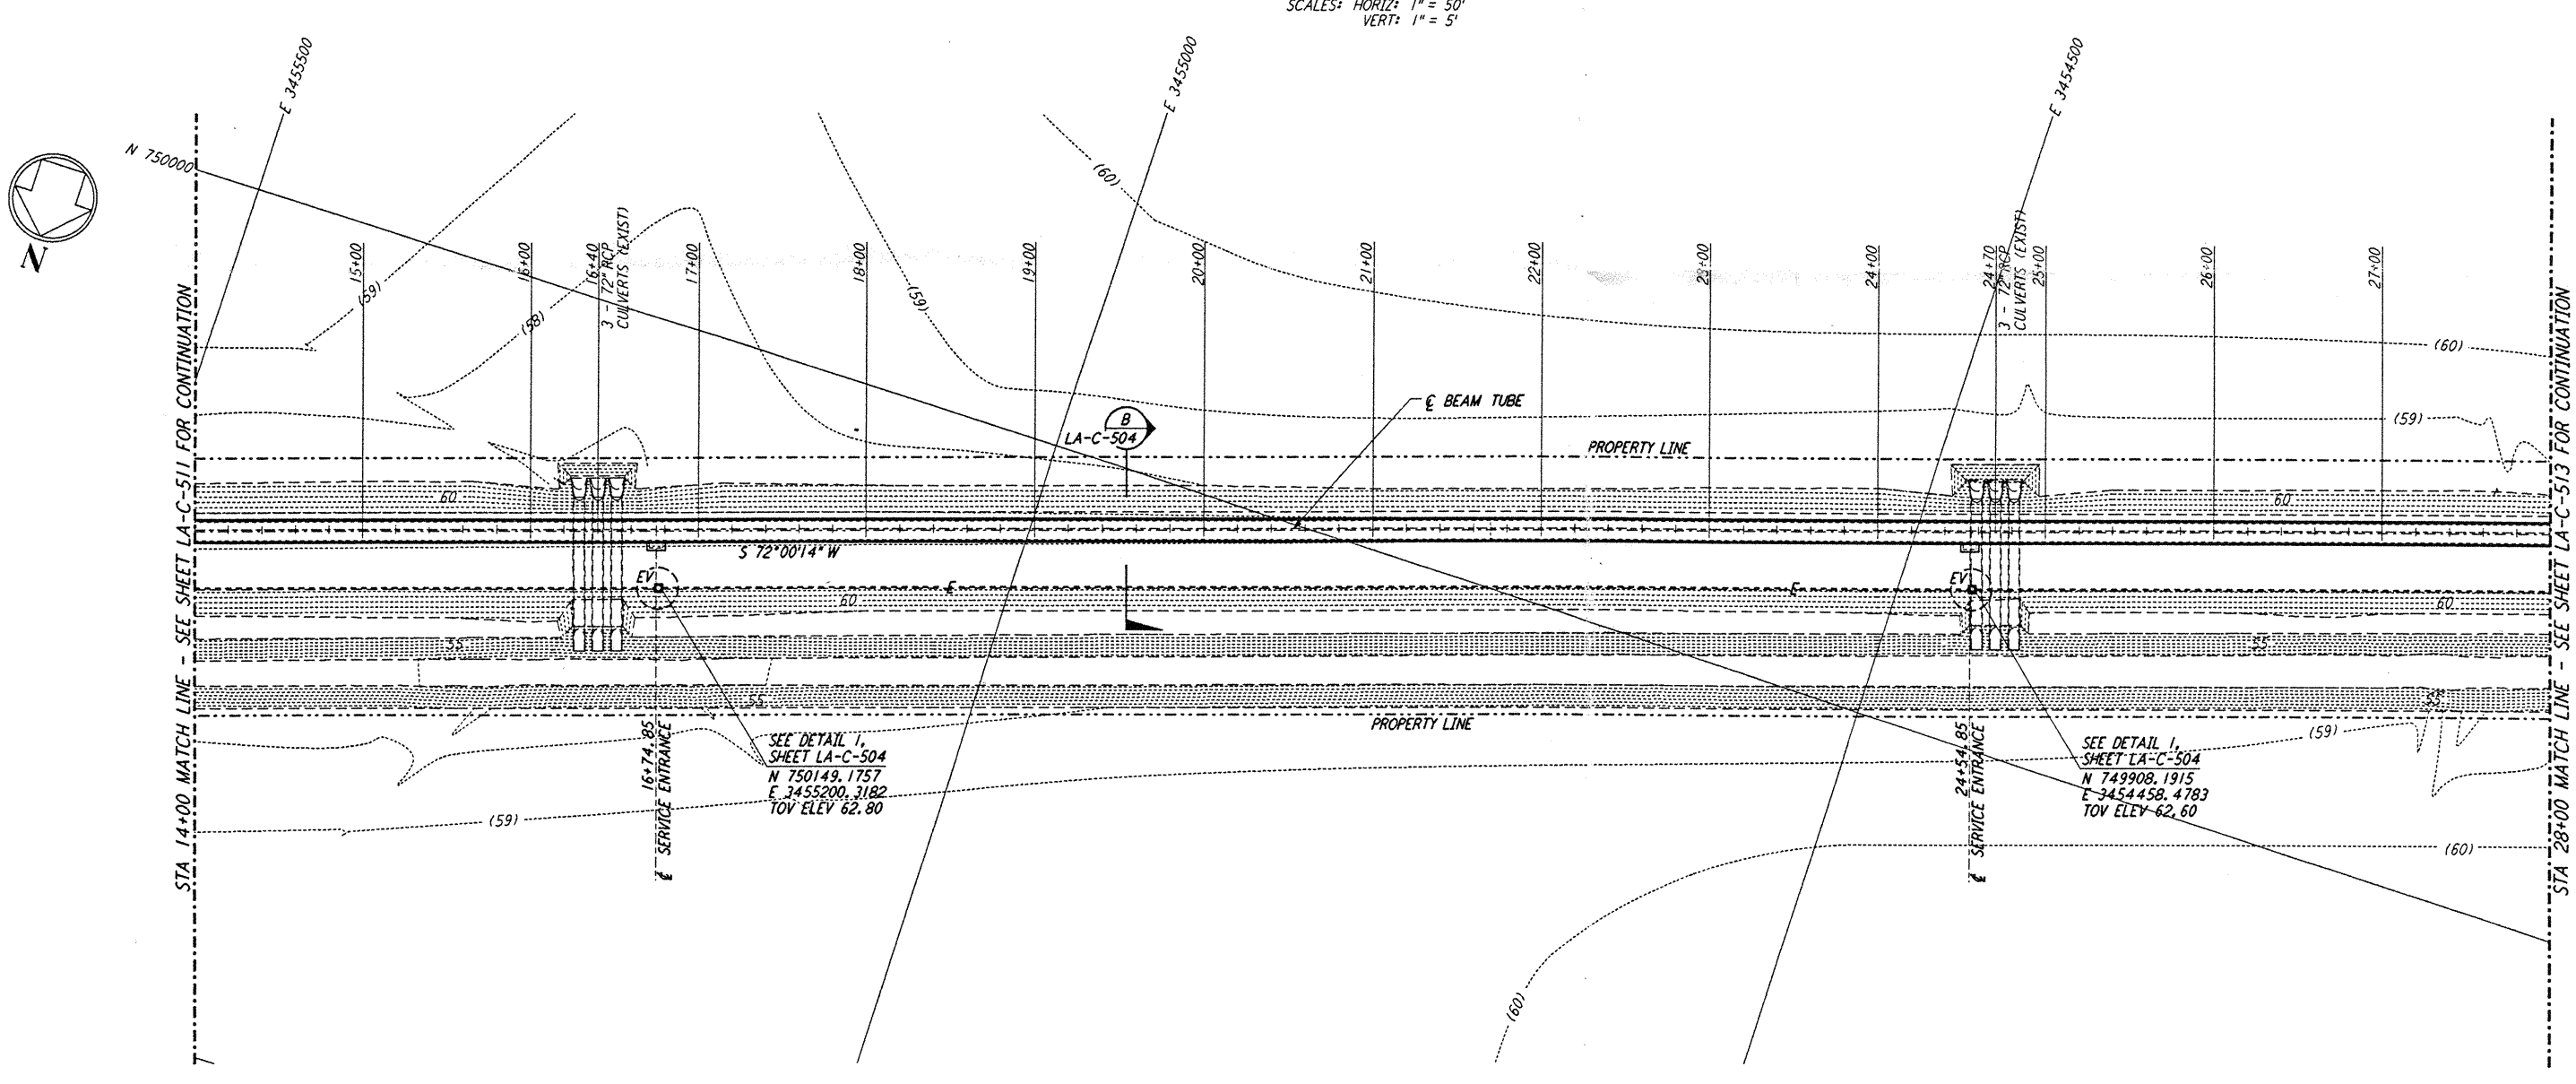 SCALES: HORIZ: 1" = 50'
VERT: 1" = 5'
E 3455500
E 3455000
E 3454500
N 750000
N
(60)
(59)
(58)
(59)
15+00
16+00
16+40
3 - 72" RCP
CULVERTS (EXIST)
17+00
18+00
19+00
20+00
21+00
22+00
23+00
24+00
24+70
3 - 72" RCP
CULVERTS (EXIST)
25+00
26+00
27+00
(60)
(59)
STA 14+00 MATCH LINE - SEE SHEET LA-C-511 FOR CONTINUATION
STA 28+00 MATCH LINE - SEE SHEET LA-C-513 FOR CONTINUATION
℄ BEAM TUBE
B
LA-C-504
PROPERTY LINE
60
60
S 72°00'14" W
EV
EV
E
E
60
60
55
55
55
55
PROPERTY LINE
16+74.85
℄ SERVICE ENTRANCE
SEE DETAIL 1,
SHEET LA-C-504
N 750149.1757
E 3455200.3182
TOV ELEV 62.80
24+54.85
℄ SERVICE ENTRANCE
SEE DETAIL 1,
SHEET LA-C-504
N 749908.1915
E 3454458.4783
TOV ELEV 62.60
(59)
(59)
(60)
(60)